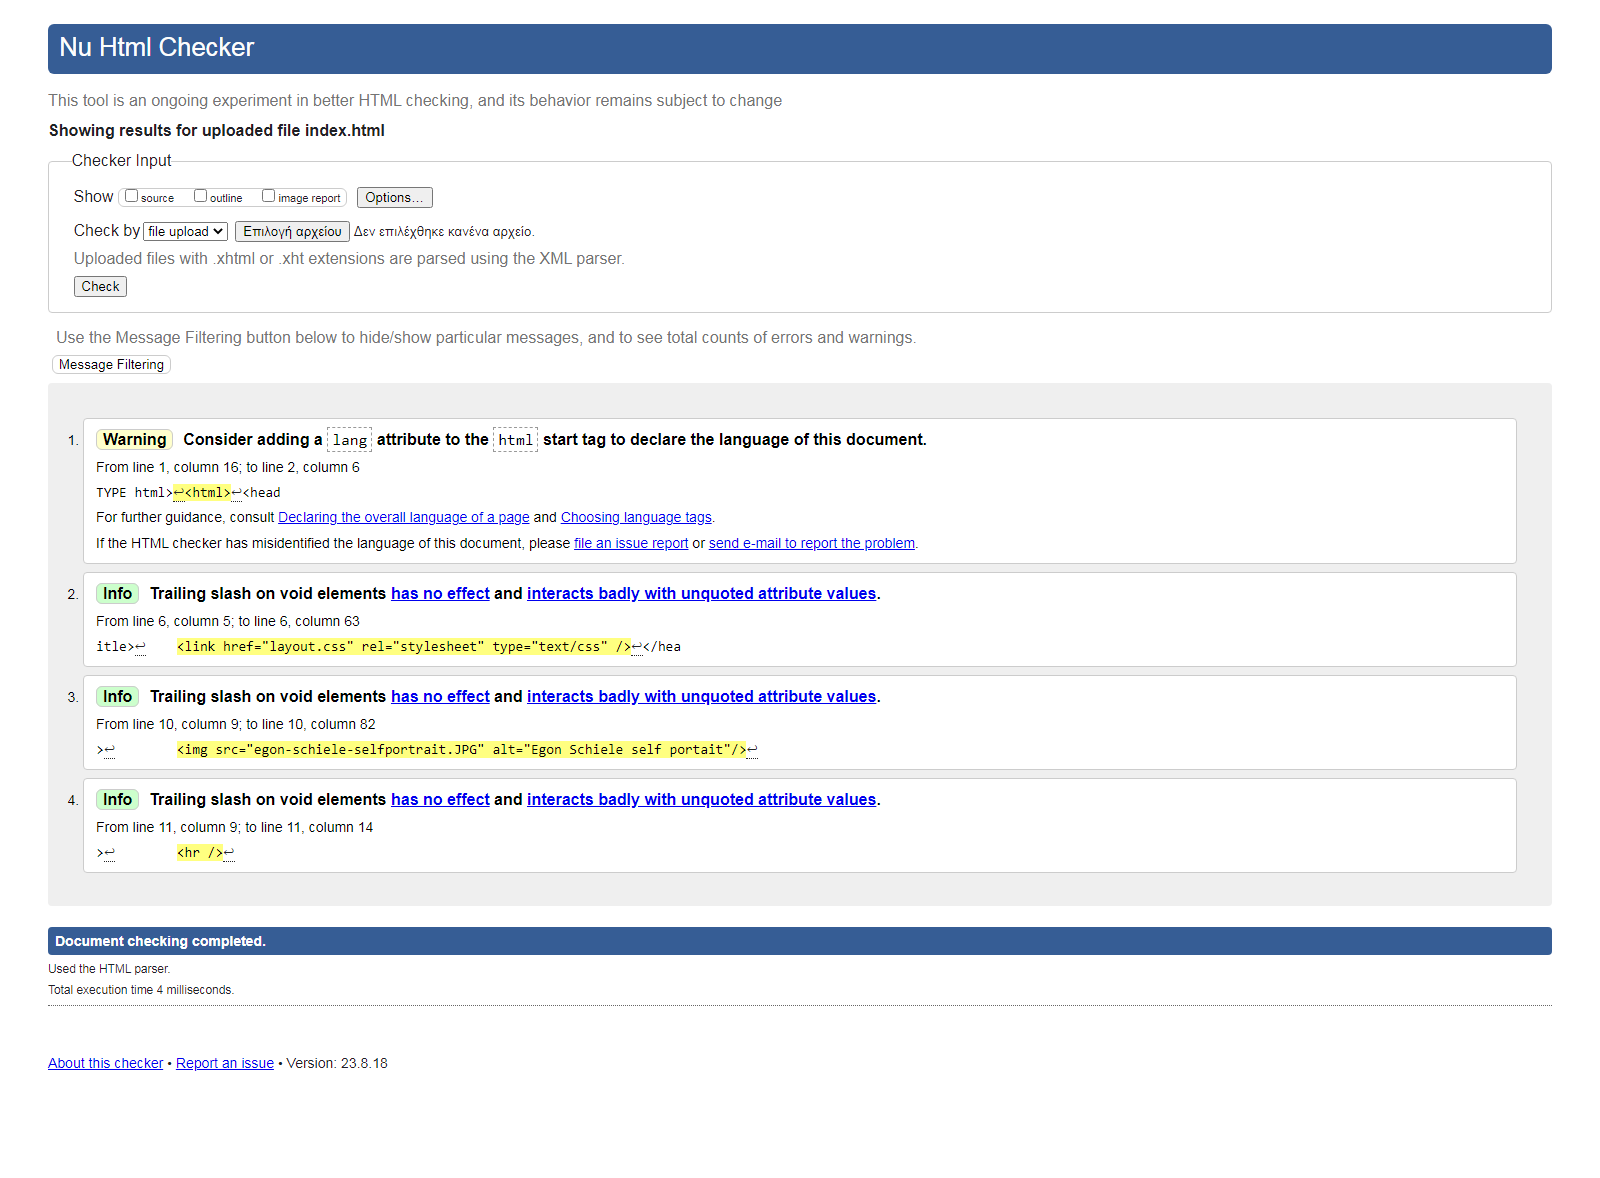 Nu Html Checker
This tool is an ongoing experiment in better HTML checking, and its behavior remains subject to change
Showing results for uploaded file index.html
Checker Input
Show source outline image report Options...
Check by file upload Επιλογή αρχείου Δεν επιλέχθηκε κανένα αρχείο.
Uploaded files with .xhtml or .xht extensions are parsed using the XML parser.
Check
Use the Message Filtering button below to hide/show particular messages, and to see total counts of errors and warnings.
Message Filtering
1. Warning Consider adding a lang attribute to the html start tag to declare the language of this document.
From line 1, column 16; to line 2, column 6
TYPE html>↩<html>↩<head
For further guidance, consult Declaring the overall language of a page and Choosing language tags.
If the HTML checker has misidentified the language of this document, please file an issue report or send e-mail to report the problem.
2. Info Trailing slash on void elements has no effect and interacts badly with unquoted attribute values.
From line 6, column 5; to line 6, column 63
itle>↩ <link href="layout.css" rel="stylesheet" type="text/css" />↩</hea
3. Info Trailing slash on void elements has no effect and interacts badly with unquoted attribute values.
From line 10, column 9; to line 10, column 82
>↩ <img src="egon-schiele-selfportrait.JPG" alt="Egon Schiele self portait"/>↩
4. Info Trailing slash on void elements has no effect and interacts badly with unquoted attribute values.
From line 11, column 9; to line 11, column 14
>↩ <hr />↩
Document checking completed.
Used the HTML parser.
Total execution time 4 milliseconds.
About this checker • Report an issue • Version: 23.8.18